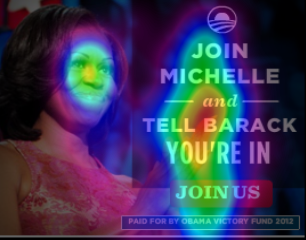 JOIN
MICHELLE
and
TELL BARACK
YOU'RE IN
JOIN US
PAID FOR BY OBAMA VICTORY FUND 2012